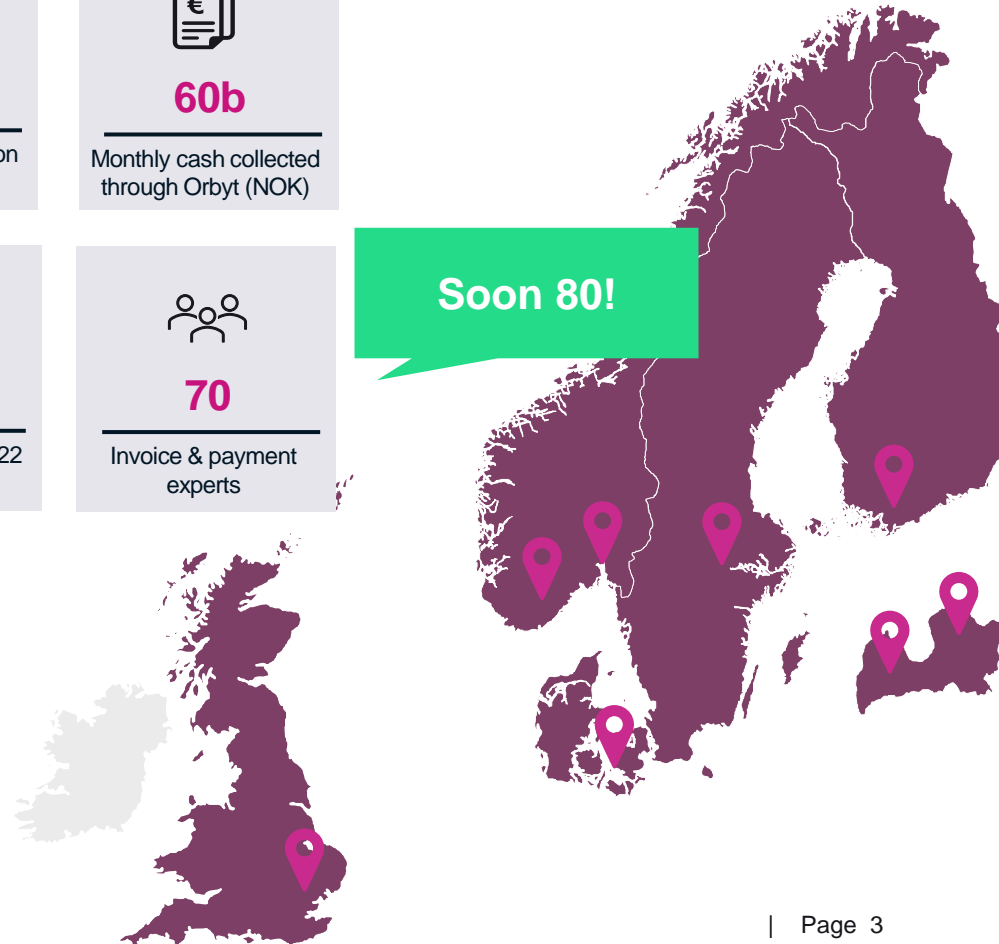 €
60b
on
Monthly cash collected
through Orbyt (NOK)
Soon 80!
70
22
Invoice & payment
experts
| Page 3